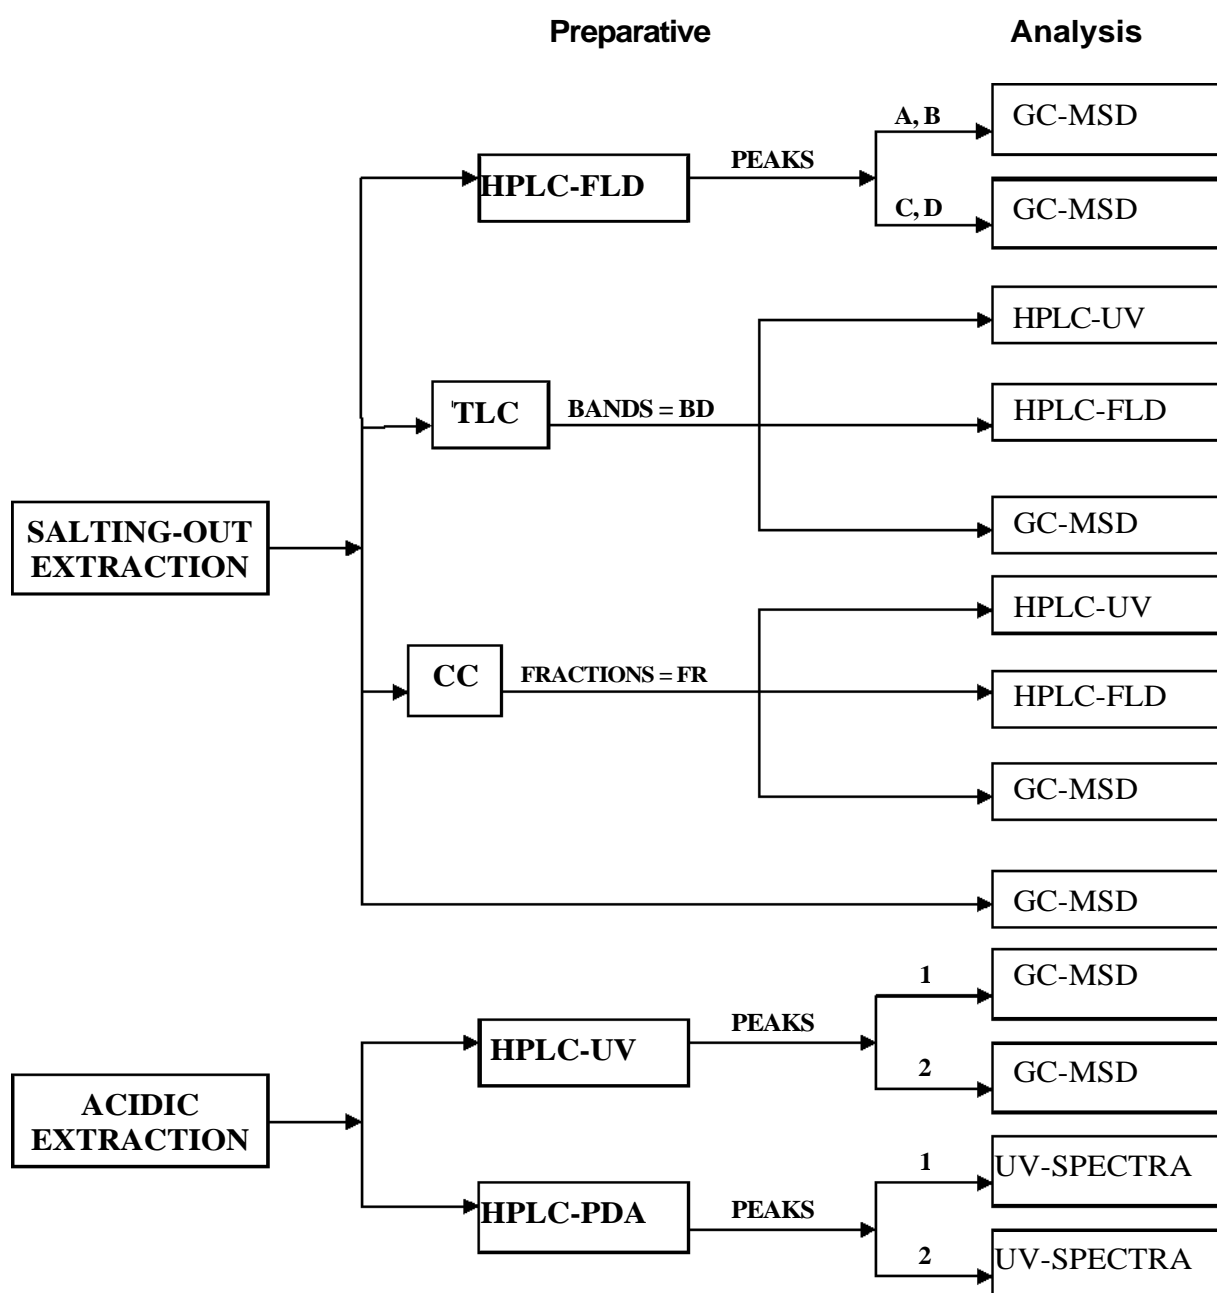 Preparative
Analysis
A, B
GC-MSD
HPLC-FLD
PEAKS
C, D
GC-MSD
HPLC-UV
TLC
BANDS = BD
HPLC-FLD
GC-MSD
SALTING-OUT
EXTRACTION
HPLC-UV
CC
FRACTIONS = FR
HPLC-FLD
GC-MSD
GC-MSD
1
GC-MSD
HPLC-UV
PEAKS
2
GC-MSD
ACIDIC
EXTRACTION
1
UV-SPECTRA
HPLC-PDA
PEAKS
2
UV-SPECTRA